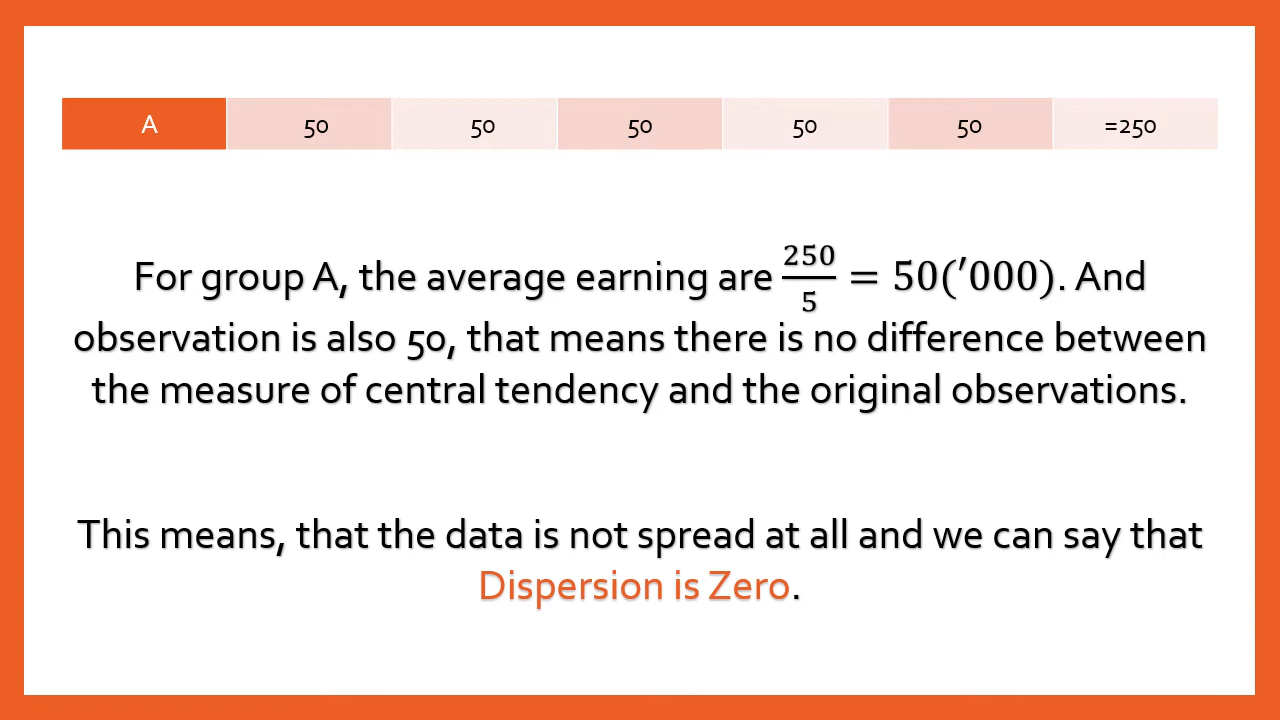 A 50 50 50 50 50 =250
For group A, the average earning are 250/5 = 50(′000). And
observation is also 50, that means there is no difference between
the measure of central tendency and the original observations.
This means, that the data is not spread at all and we can say that
Dispersion is Zero.